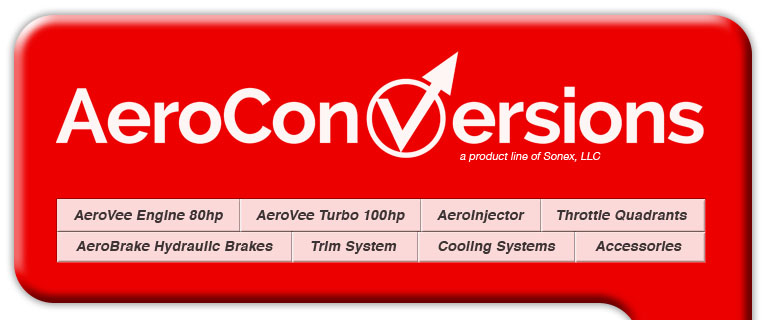 AeroConVersions
a product line of Sonex, LLC
AeroVee Engine 80hp AeroVee Turbo 100hp AeroInjector Throttle Quadrants
AeroBrake Hydraulic Brakes Trim System Cooling Systems Accessories